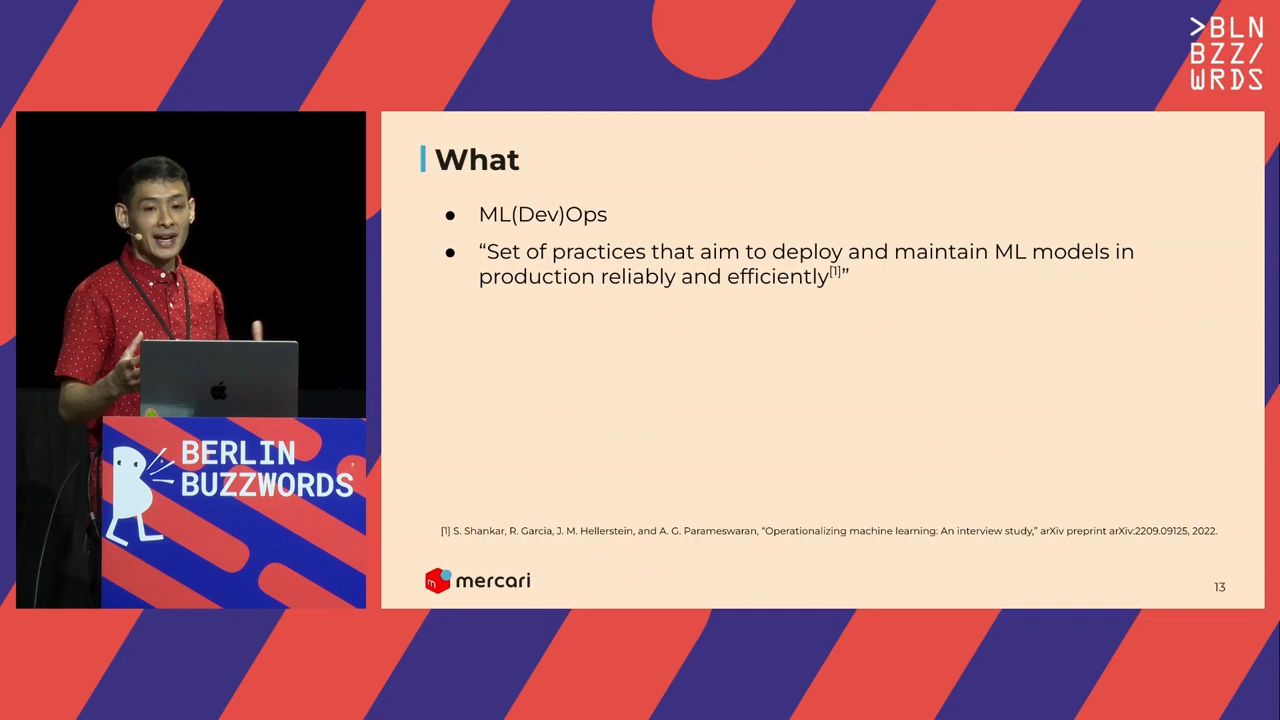 >BLN
BZZ/
WRDS
What
● ML(Dev)Ops
● “Set of practices that aim to deploy and maintain ML models in
production reliably and efficiently[1]”
[1] S. Shankar, R. Garcia, J. M. Hellerstein, and A. G. Parameswaran, “Operationalizing machine learning: An interview study,” arXiv preprint arXiv:2209.09125, 2022.
m mercari
13
BERLIN
BUZZWORDS